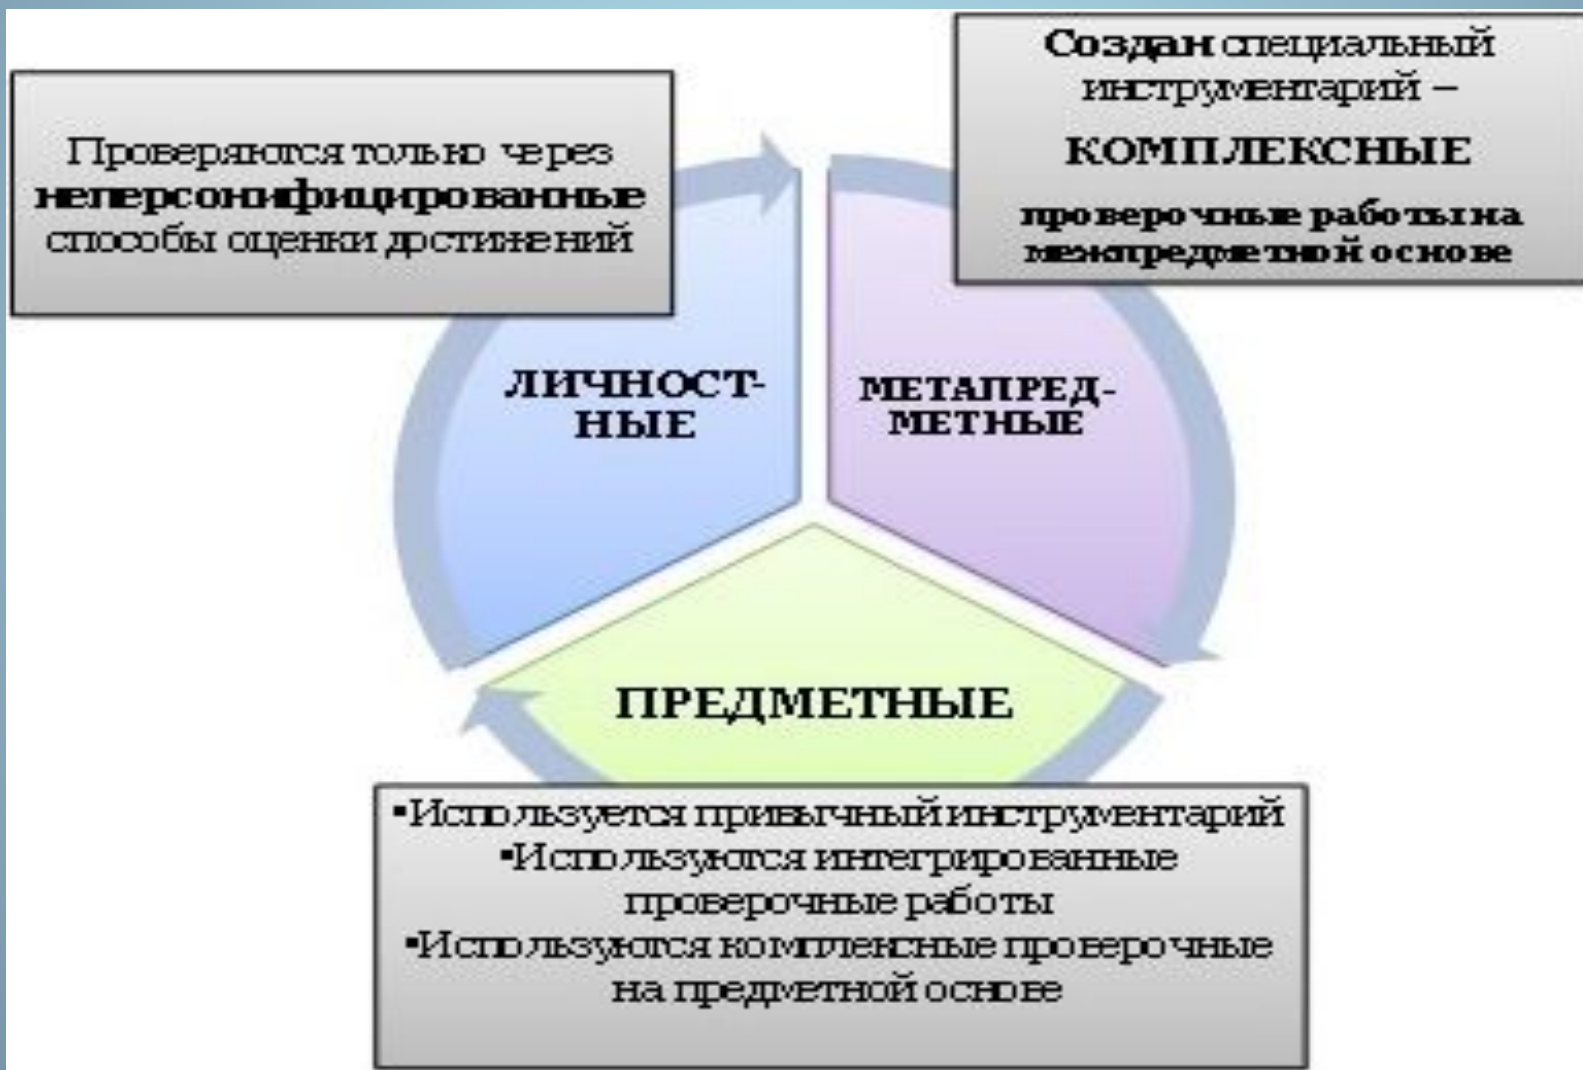 Проверяются только через
неперсонифицированные
способы оценки достижений
Создан специальный
инструментарий –
КОМПЛЕКСНЫЕ
проверочные работы на
межпредметной основе
ЛИЧНОСТ-
НЫЕ
МЕТАПРЕД-
МЕТНЫЕ
ПРЕДМЕТНЫЕ
▪Используется привычный инструментарий
▪Используются интегрированные
проверочные работы
▪Используются комплексные проверочные
на предметной основе